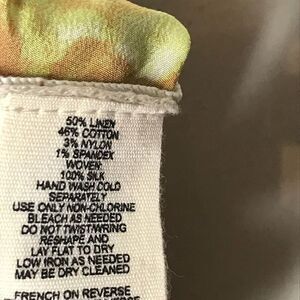 50% LINEN
46% COTTON
3% NYLON
1% SPANDEX
WOVEN
100% SILK
HAND WASH COLD
SEPARATELY
USE ONLY NON-CHLORINE
BLEACH AS NEEDED
DO NOT TWIST/WRING
RESHAPE AND
LAY FLAT TO DRY
LOW IRON AS NEEDED
MAY BE DRY CLEANED
FRENCH ON REVERSE
REVERSE